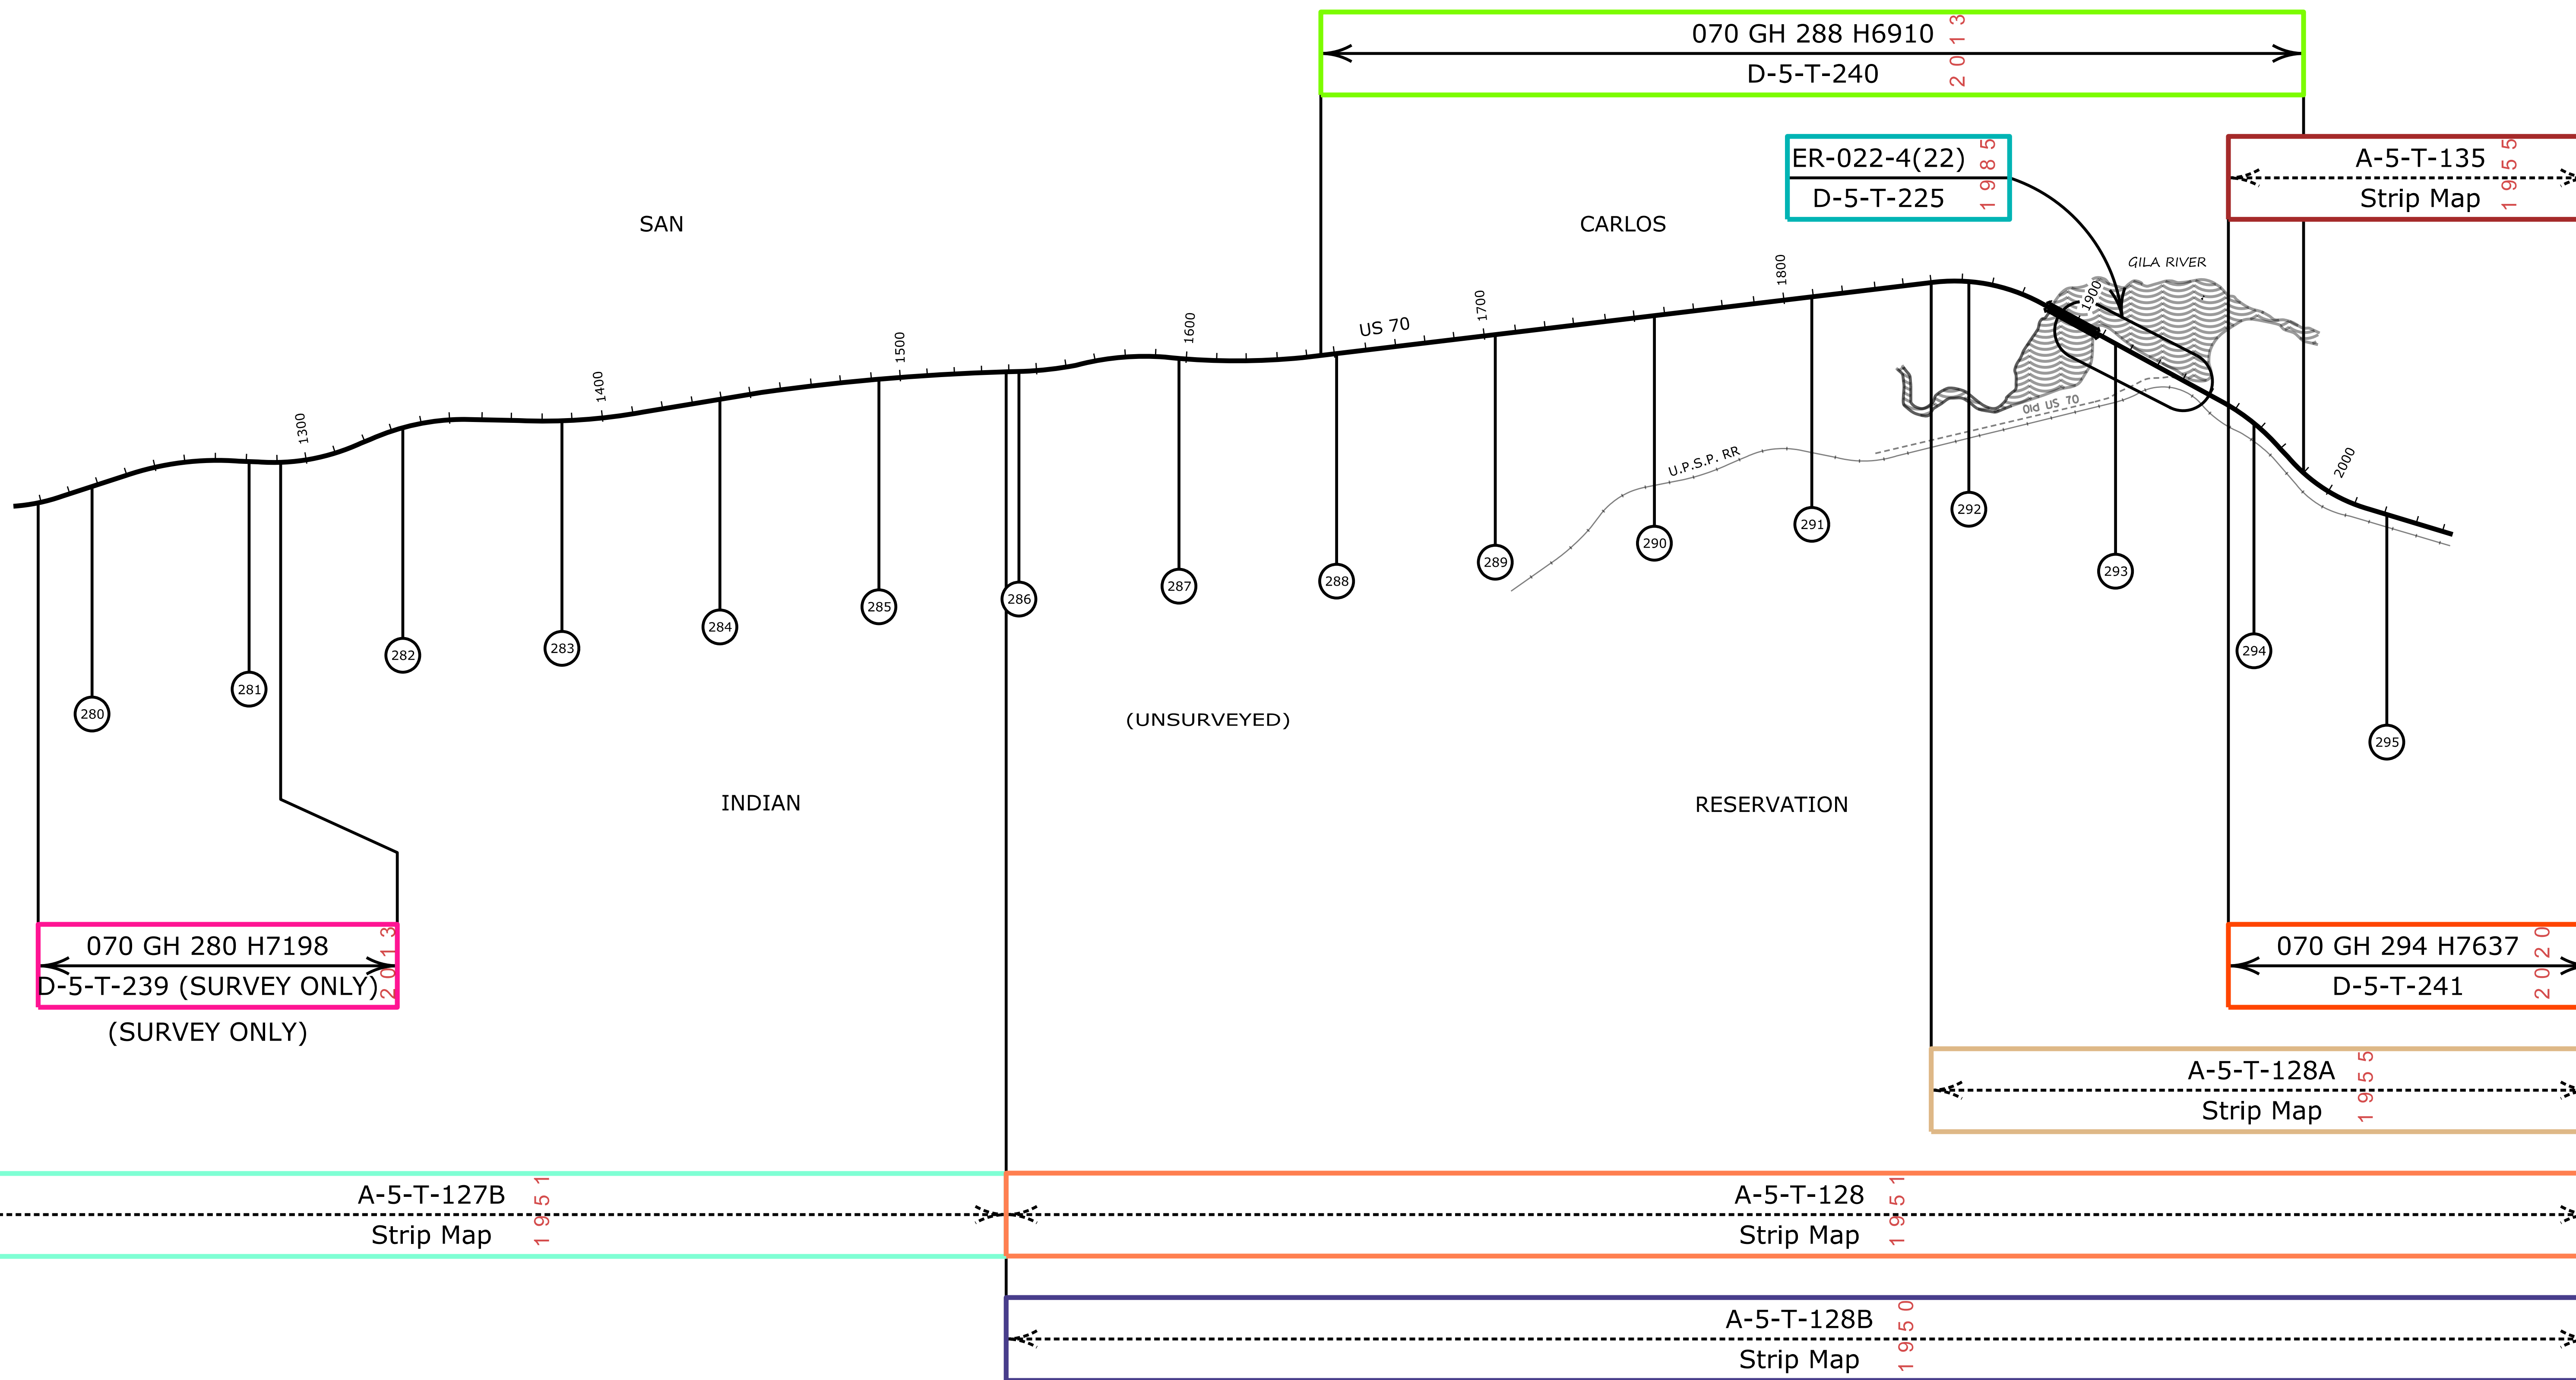 070 GH 288 H6910
2013
D-5-T-240
ER-022-4(22)
1985
D-5-T-225
A-5-T-135
1955
Strip Map
SAN
CARLOS
GILA RIVER
1300
1400
1500
1600
US 70
1700
1800
1900
2000
Old US 70
U.P.S.P. RR
280
281
282
283
284
285
286
287
288
289
290
291
292
293
294
295
(UNSURVEYED)
INDIAN
RESERVATION
070 GH 280 H7198
2013
D-5-T-239 (SURVEY ONLY)
(SURVEY ONLY)
070 GH 294 H7637
2020
D-5-T-241
A-5-T-128A
1955
Strip Map
A-5-T-127B
1951
Strip Map
A-5-T-128
1951
Strip Map
A-5-T-128B
1950
Strip Map